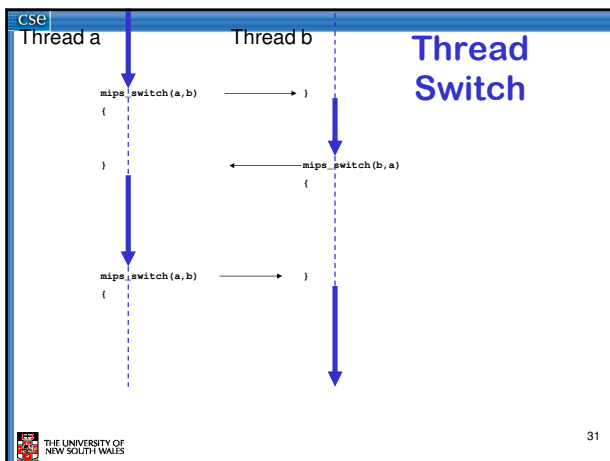 cse
Thread a
Thread b
Thread
Switch
mips_switch(a,b)
}
{
}
mips_switch(b,a)
{
mips_switch(a,b)
}
{
THE UNIVERSITY OF
NEW SOUTH WALES
31